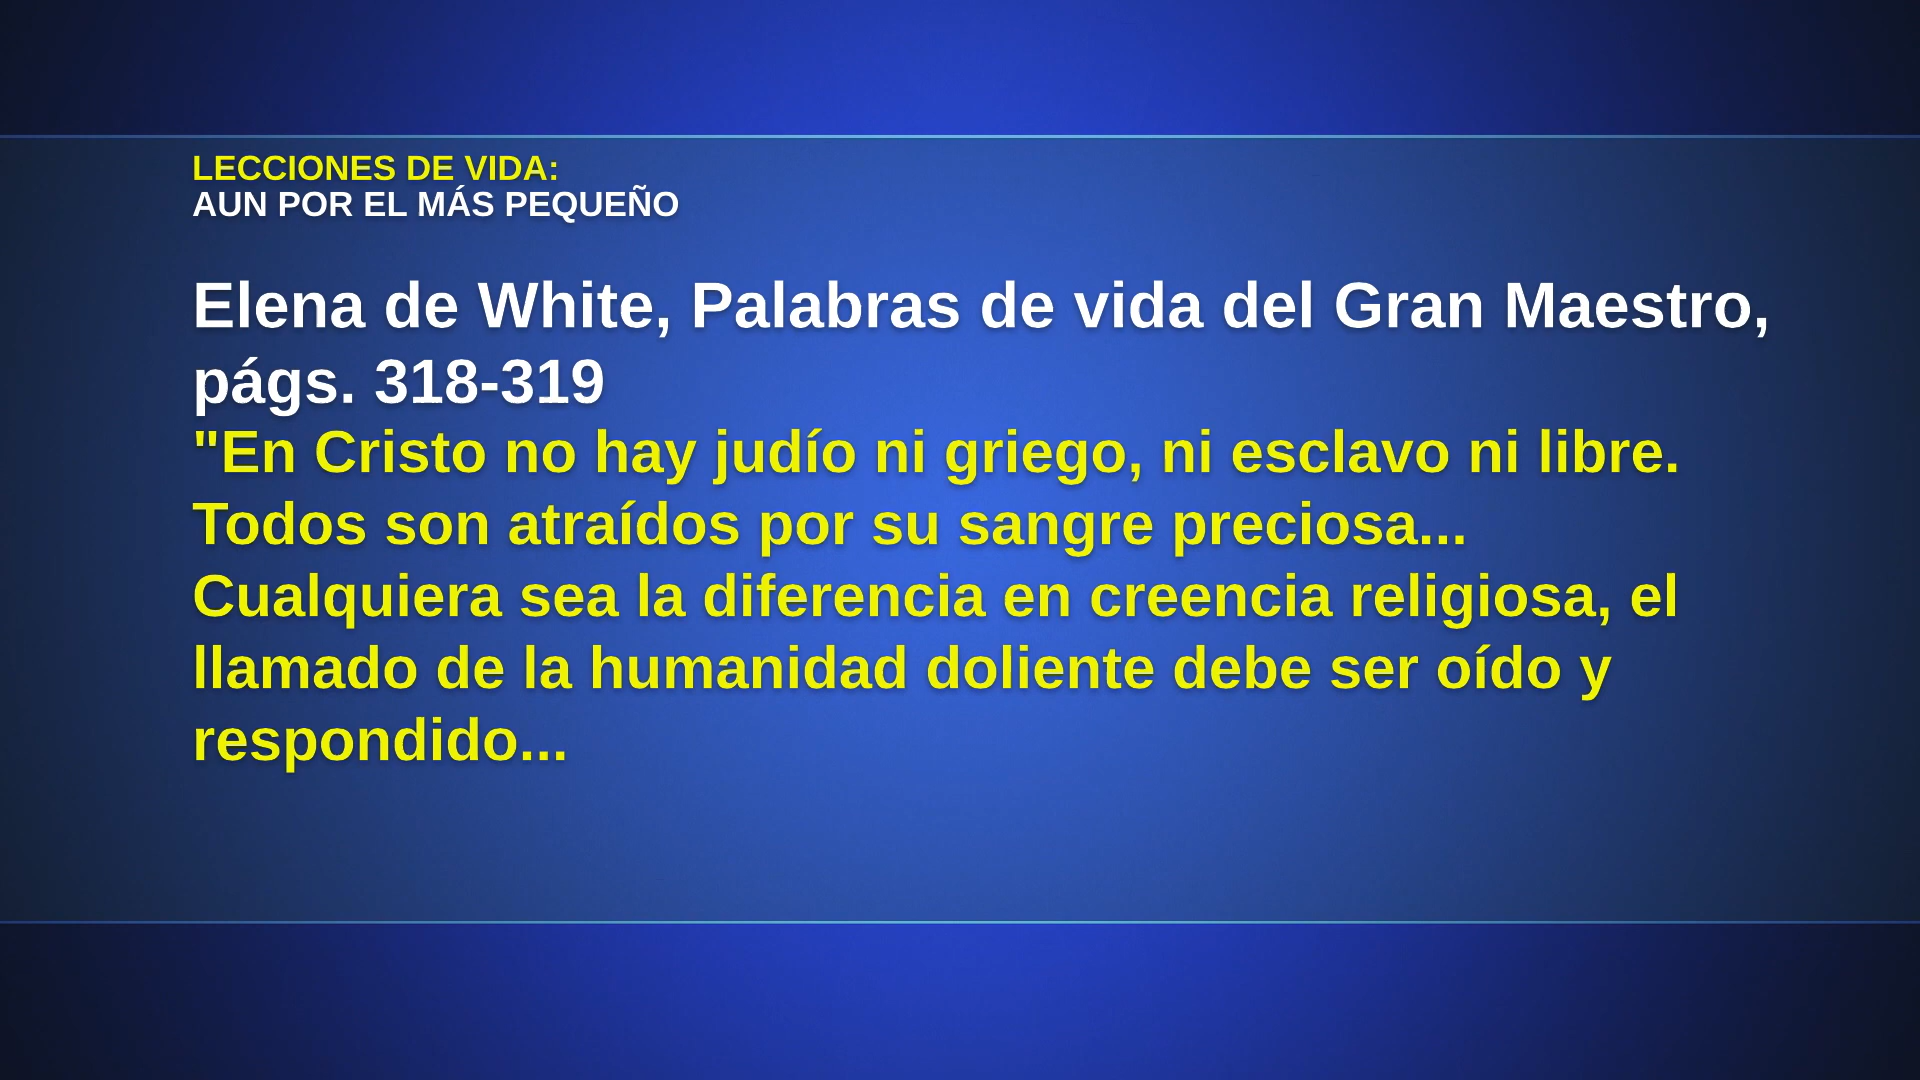 LECCIONES DE VIDA:
AUN POR EL MÁS PEQUEÑO
Elena de White, Palabras de vida del Gran Maestro,
págs. 318-319
"En Cristo no hay judío ni griego, ni esclavo ni libre.
Todos son atraídos por su sangre preciosa...
Cualquiera sea la diferencia en creencia religiosa, el
llamado de la humanidad doliente debe ser oído y
respondido...